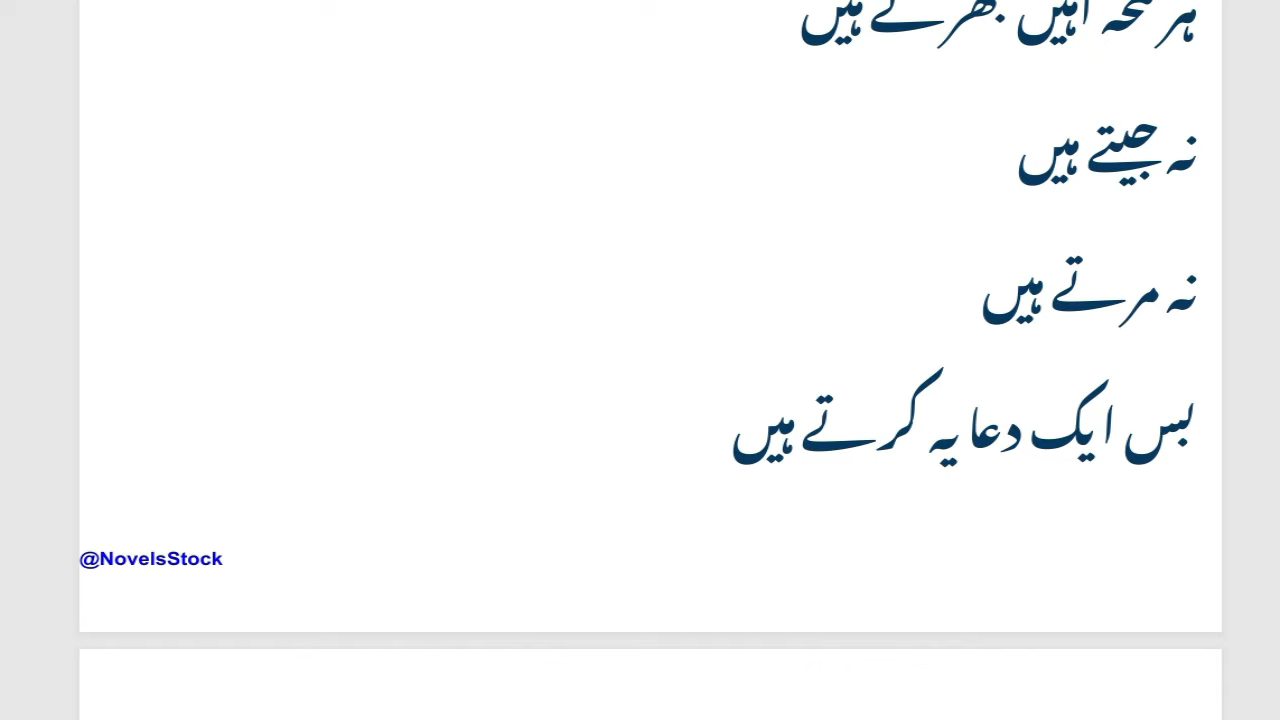 ہر لمحہ آہیں بھرتے ہیں
نہ جیتے ہیں
نہ مرتے ہیں
بس ایک دعا یہ کرتے ہیں
@NovelsStock